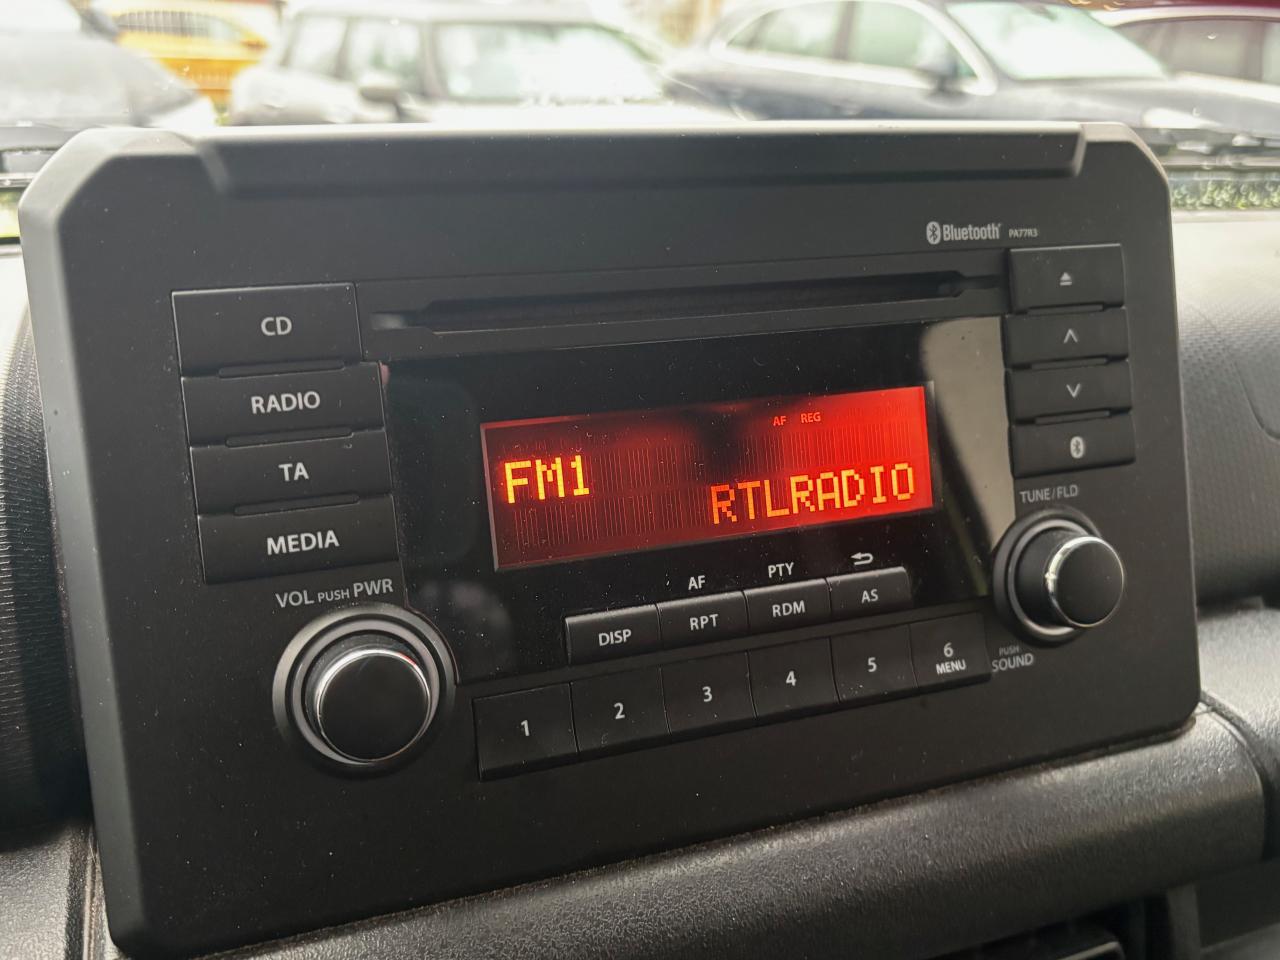 Bluetooth PA77R3
CD
RADIO
TA
MEDIA
AF REG
FM1
RTLRADIO
VOL PUSH PWR
TUNE/FLD
AF PTY
DISP RPT RDM AS
1 2 3 4 5 6
MENU
PUSH
SOUND